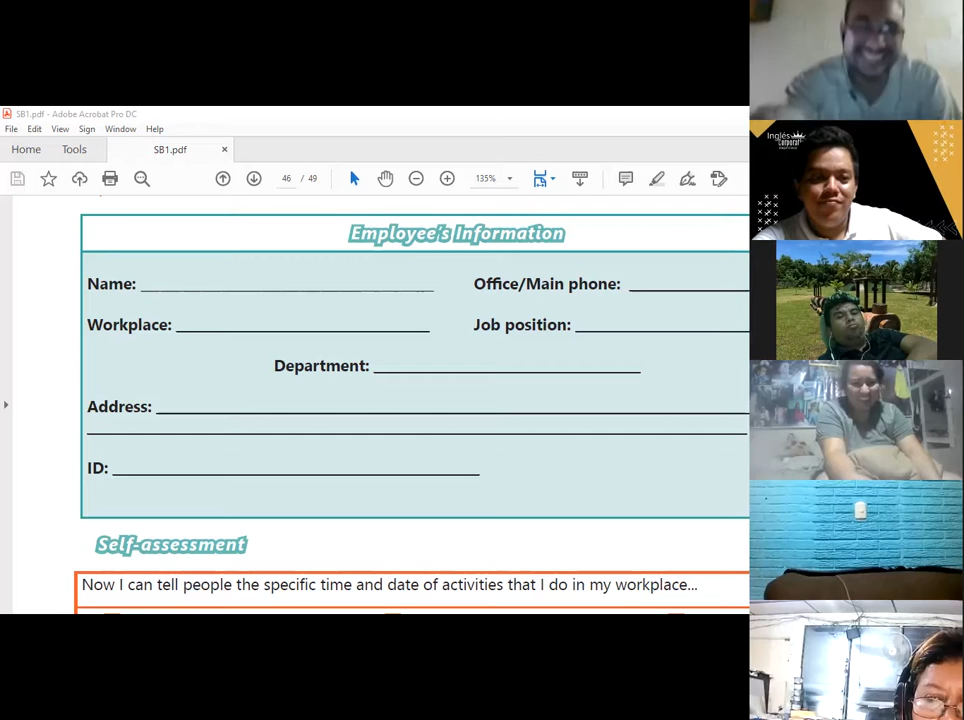 SB1.pdf - Adobe Acrobat Pro DC
File Edit View Sign Window Help
Home Tools SB1.pdf ×
46 / 49 135%
Employee's Information
Name: Office/Main phone:
Workplace: Job position:
Department:
Address:
ID:
Self-assessment
Now I can tell people the specific time and date of activities that I do in my workplace...
Inglés
Corporat